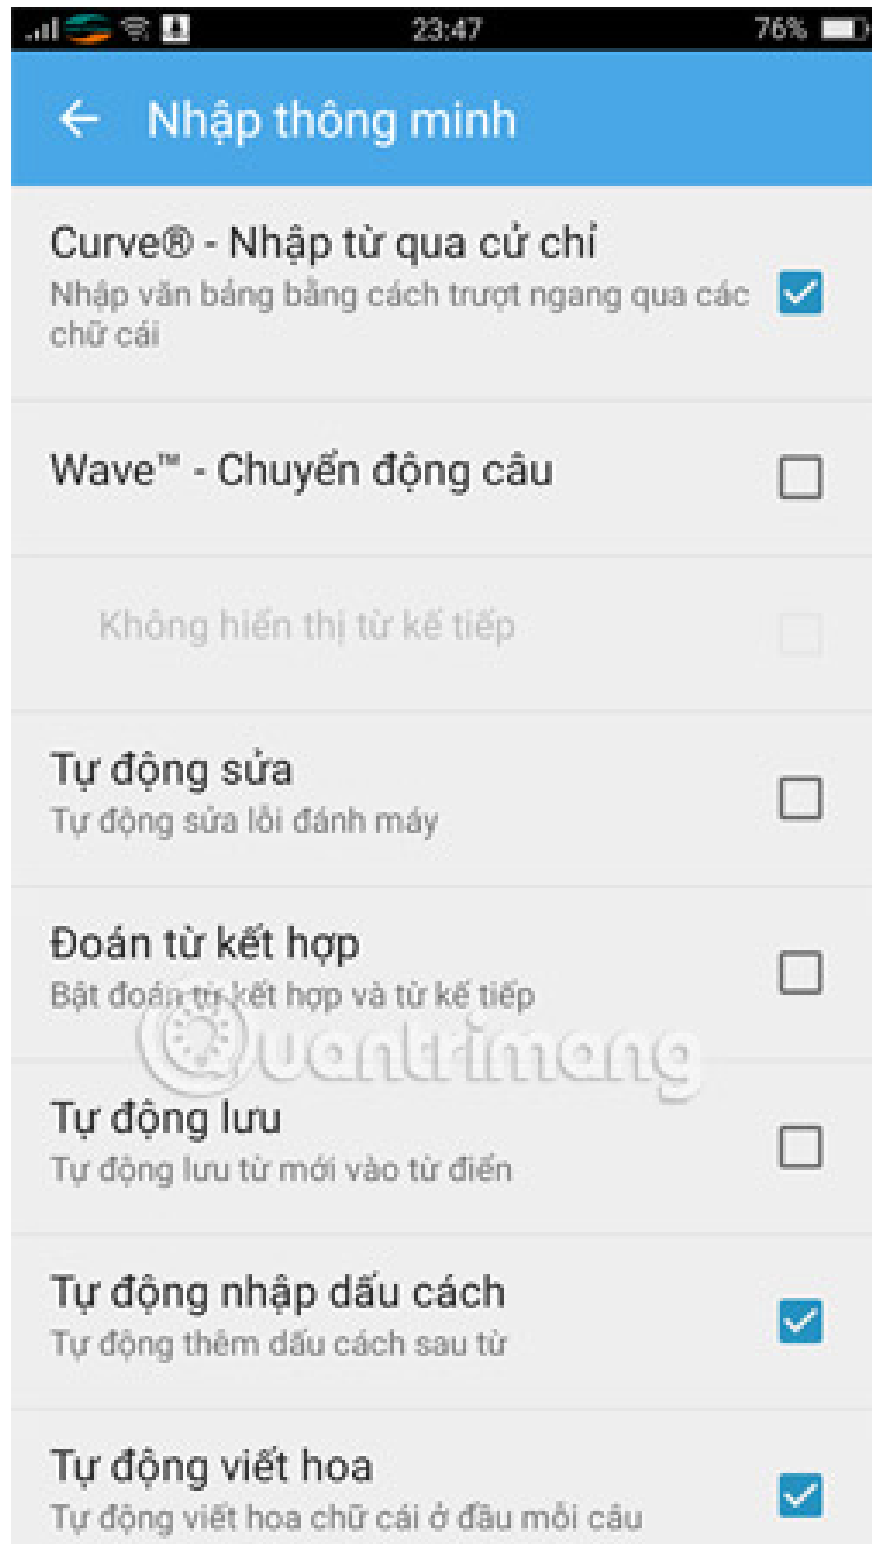 23:47
76%
Nhập thông minh
Curve® - Nhập từ qua cử chỉ
Nhập văn bảng bằng cách trượt ngang qua các
chữ cái
Wave™ - Chuyển động câu
Không hiển thị từ kế tiếp
Tự động sửa
Tự động sửa lỗi đánh máy
Đoán từ kết hợp
Bật đoán từ kết hợp và từ kế tiếp
Quantrimang
Tự động lưu
Tự động lưu từ mới vào từ điển
Tự động nhập dấu cách
Tự động thêm dấu cách sau từ
Tự động viết hoa
Tự động viết hoa chữ cái ở đầu mỗi câu